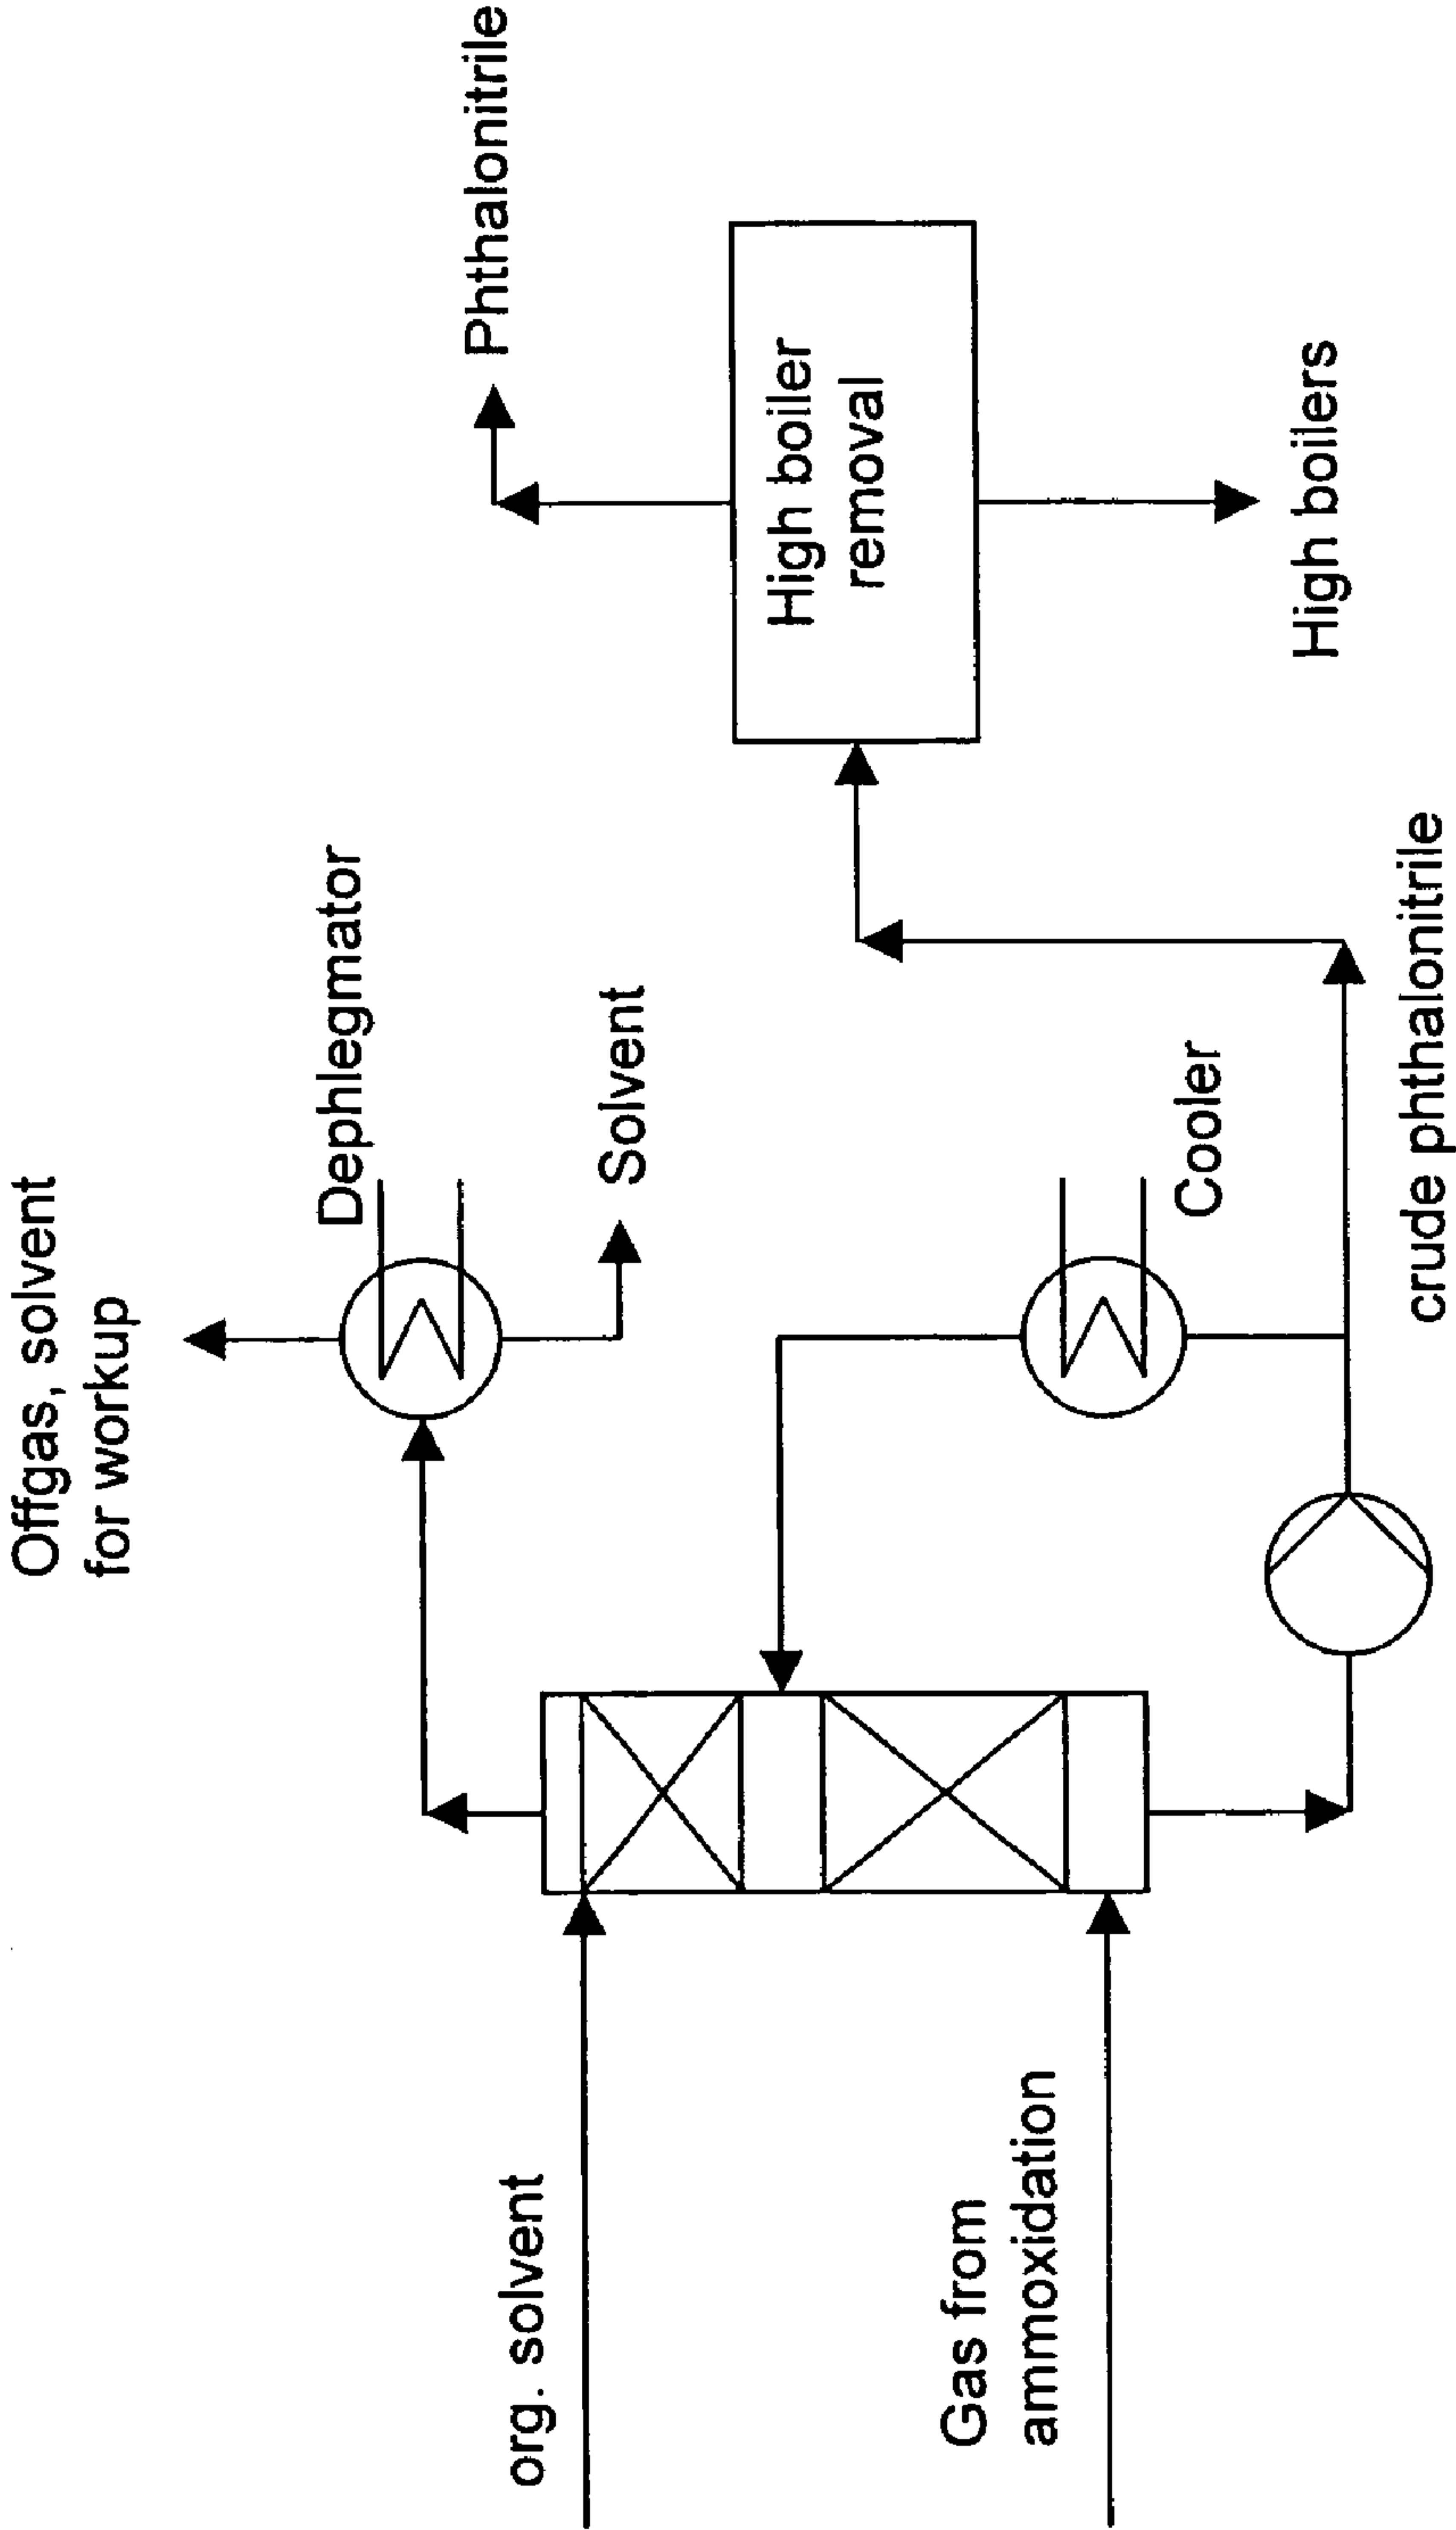 Offgas, solvent
for workup
Dephlegmator
Phthalonitrile
org. solvent
Solvent
High boiler
removal
Gas from
ammoxidation
Cooler
High boilers
crude phthalonitrile